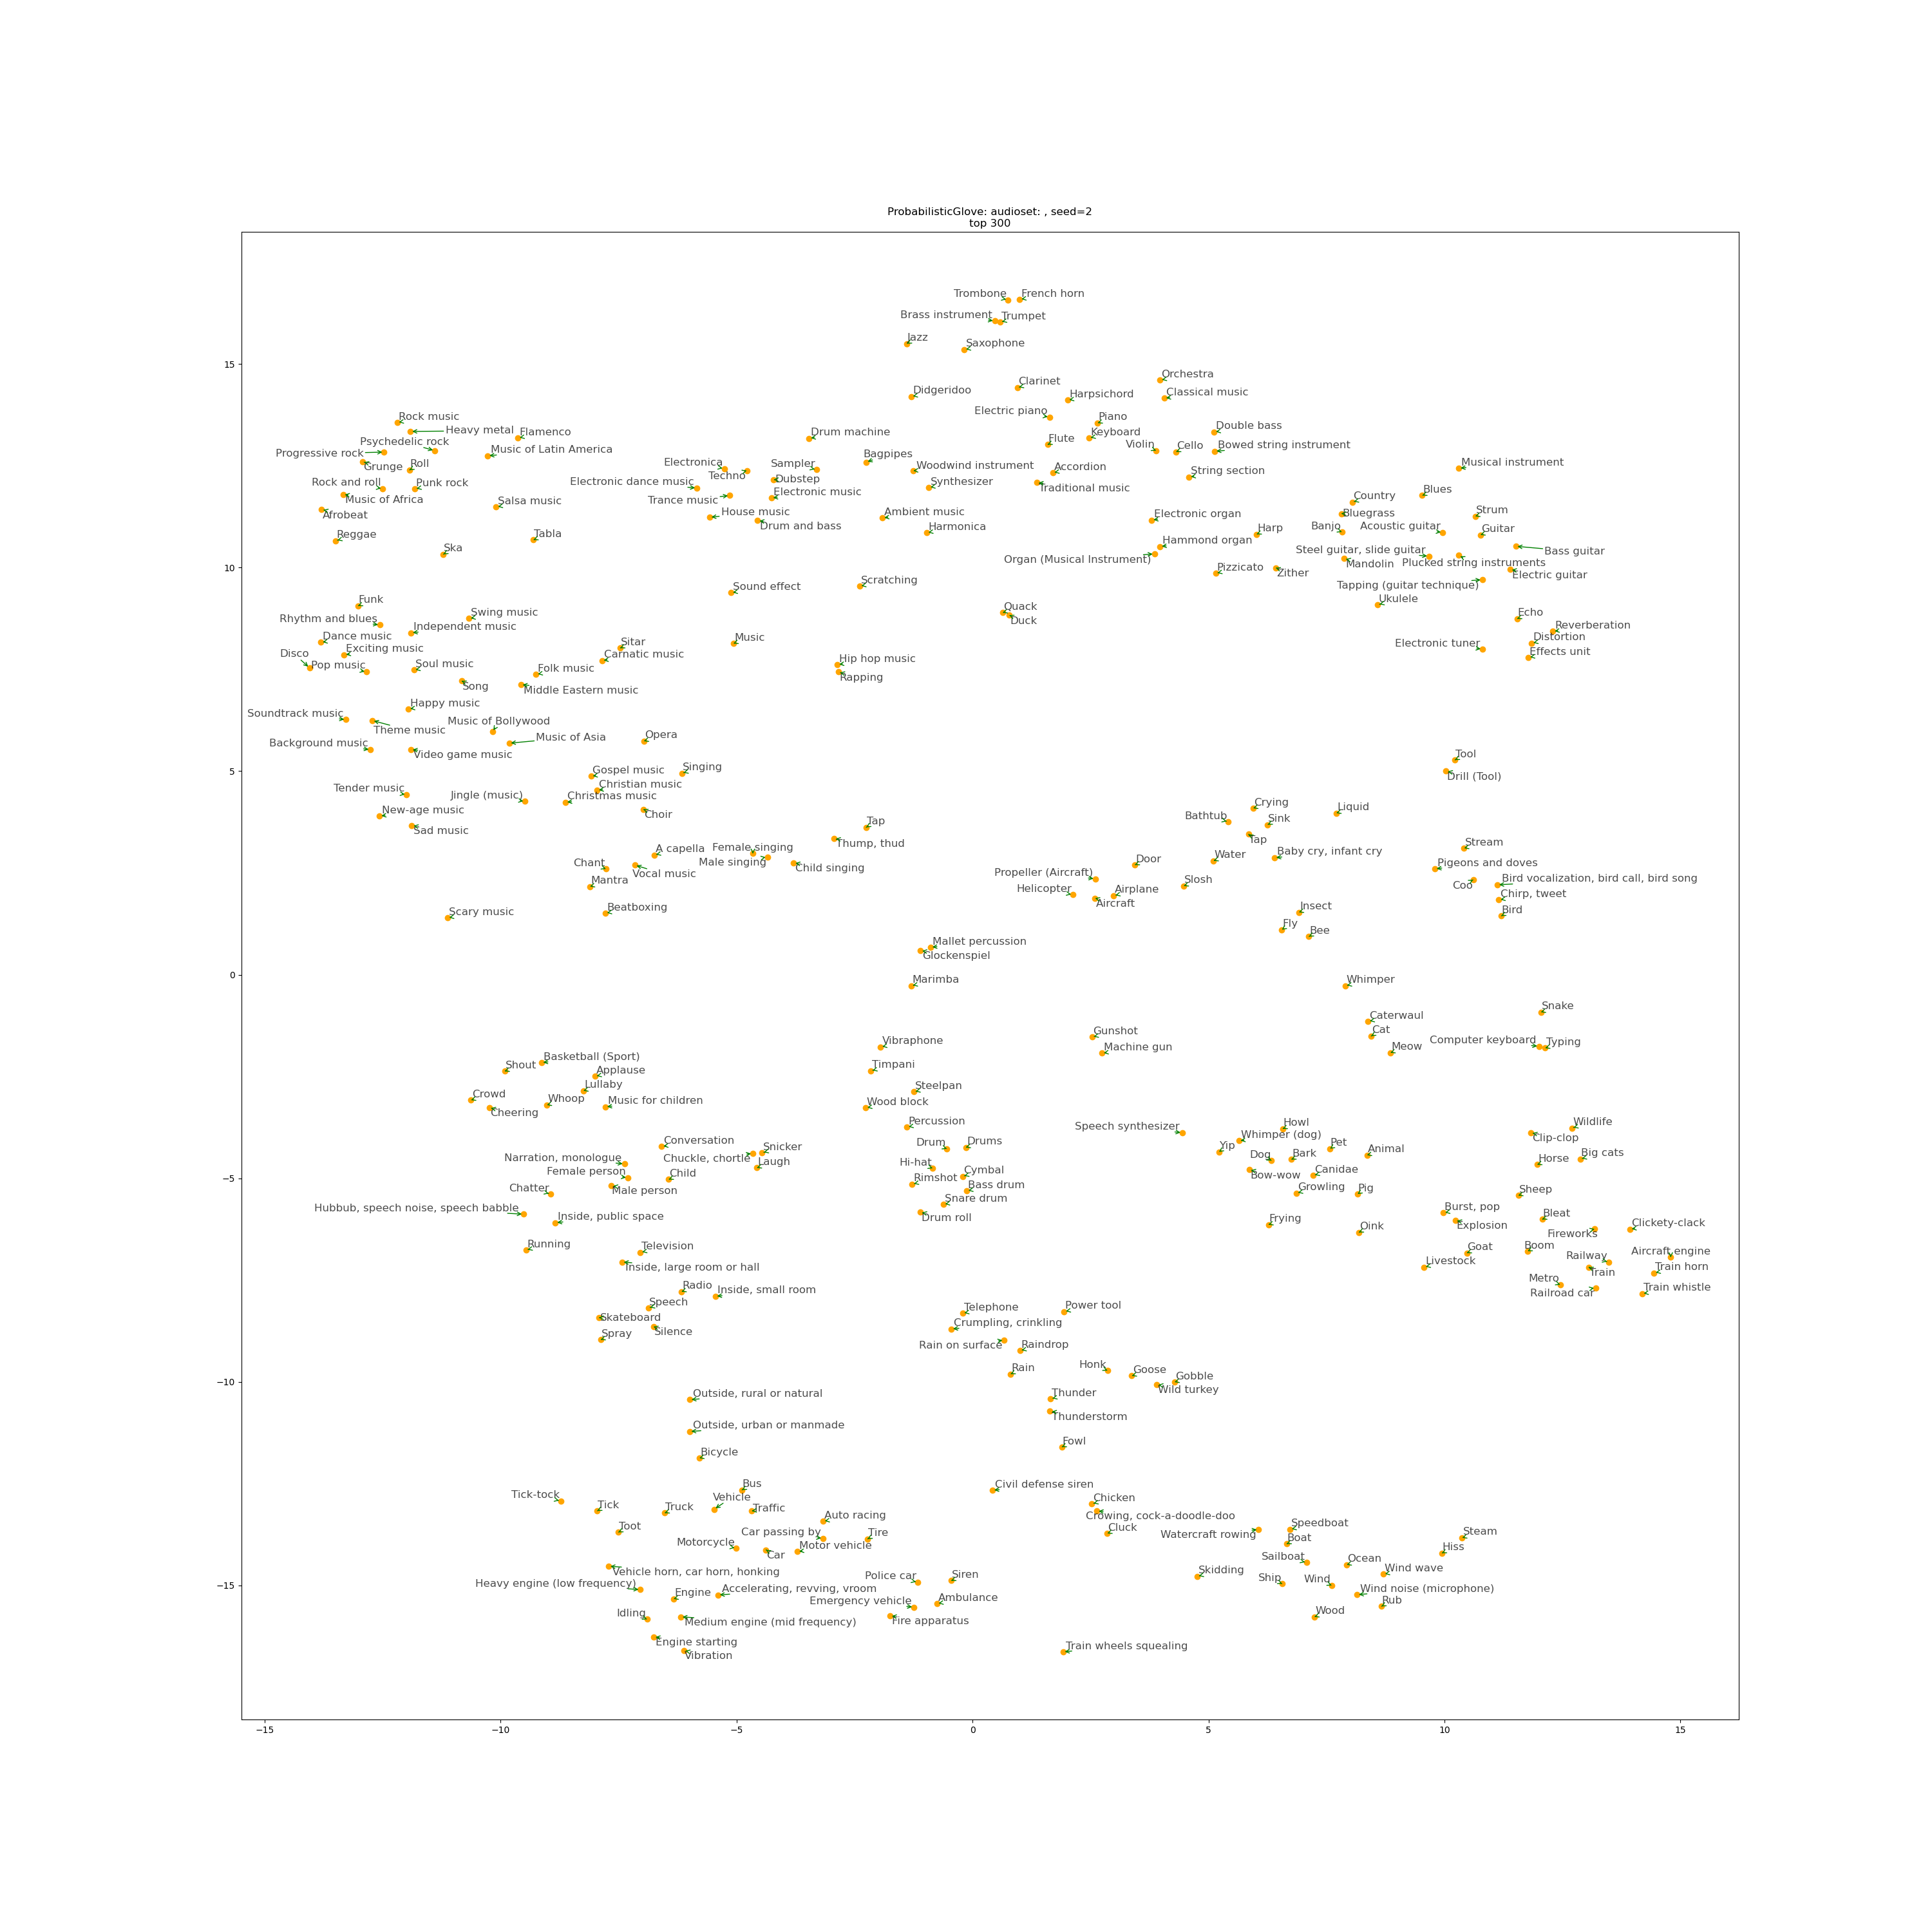 ProbabilisticGlove: audioset: , seed=2
top 300
Trombone
French horn
Brass instrument
Trumpet
Jazz
Saxophone
15
Orchestra
Clarinet
Classical music
Didgeridoo
Harpsichord
Electric piano
Rock music
Piano
Double bass
Heavy metal
Flamenco
Drum machine
Keyboard
Psychedelic rock
Flute
Violin
Cello
Bowed string instrument
Progressive rock
Music of Latin America
Bagpipes
Grunge
Roll
Electronica
Sampler
Woodwind instrument
Accordion
String section
Musical instrument
Techno
Rock and roll
Punk rock
Electronic dance music
Dubstep
Synthesizer
Traditional music
Music of Africa
Salsa music
Trance music
Electronic music
Country
Blues
Afrobeat
House music
Ambient music
Electronic organ
Bluegrass
Strum
Drum and bass
Harmonica
Harp
Banjo
Acoustic guitar
Guitar
Reggae
Tabla
Hammond organ
Ska
Organ (Musical Instrument)
Steel guitar, slide guitar
Bass guitar
Mandolin
Plucked string instruments
10
Pizzicato
Zither
Electric guitar
Sound effect
Scratching
Tapping (guitar technique)
Funk
Ukulele
Swing music
Quack
Echo
Rhythm and blues
Independent music
Duck
Reverberation
Dance music
Sitar
Music
Distortion
Exciting music
Carnatic music
Electronic tuner
Effects unit
Disco
Pop music
Soul music
Folk music
Hip hop music
Song
Middle Eastern music
Rapping
Happy music
Soundtrack music
Theme music
Music of Bollywood
Background music
Video game music
Music of Asia
Opera
Tool
5
Gospel music
Singing
Drill (Tool)
Tender music
Jingle (music)
Christian music
Christmas music
New-age music
Choir
Crying
Liquid
Sad music
Tap
Bathtub
Sink
A capella
Female singing
Thump, thud
Tap
Stream
Chant
Vocal music
Male singing
Child singing
Door
Water
Baby cry, infant cry
Pigeons and doves
Mantra
Propeller (Aircraft)
Slosh
Coo
Bird vocalization, bird call, bird song
Helicopter
Airplane
Chirp, tweet
Scary music
Beatboxing
Aircraft
Insect
Bird
Fly
Bee
Mallet percussion
Glockenspiel
0
Marimba
Whimper
Snake
Caterwaul
Gunshot
Cat
Vibraphone
Machine gun
Meow
Computer keyboard
Typing
Shout
Basketball (Sport)
Timpani
Applause
Lullaby
Steelpan
Crowd
Whoop
Music for children
Wood block
Cheering
Percussion
Speech synthesizer
Howl
Wildlife
Conversation
Snicker
Drum
Drums
Yip
Whimper (dog)
Pet
Animal
Clip-clop
Narration, monologue
Chuckle, chortle
Laugh
Hi-hat
Dog
Bark
Horse
Big cats
−5
Female person
Child
Cymbal
Bow-wow
Canidae
Chatter
Male person
Rimshot
Bass drum
Growling
Pig
Sheep
Snare drum
Hubbub, speech noise, speech babble
Inside, public space
Drum roll
Frying
Oink
Burst, pop
Bleat
Explosion
Fireworks
Clickety-clack
Running
Television
Goat
Boom
Railway
Aircraft engine
Inside, large room or hall
Livestock
Train
Train horn
Radio
Inside, small room
Metro
Railroad car
Train whistle
Speech
Telephone
Power tool
Skateboard
Crumpling, crinkling
Spray
Silence
Rain on surface
Raindrop
Rain
Honk
Goose
Gobble
−10
Outside, rural or natural
Thunder
Wild turkey
Outside, urban or manmade
Thunderstorm
Bicycle
Fowl
Bus
Civil defense siren
Tick-tock
Tick
Truck
Vehicle
Traffic
Chicken
Toot
Auto racing
Crowing, cock-a-doodle-doo
Car passing by
Tire
Cluck
Watercraft rowing
Speedboat
Steam
Motorcycle
Car
Motor vehicle
Boat
Hiss
Vehicle horn, car horn, honking
Sailboat
Ocean
−15
Heavy engine (low frequency)
Police car
Siren
Skidding
Ship
Wind
Wind wave
Engine
Accelerating, revving, vroom
Emergency vehicle
Ambulance
Wind noise (microphone)
Idling
Medium engine (mid frequency)
Fire apparatus
Wood
Rub
Engine starting
Vibration
Train wheels squealing
−15
−10
−5
0
5
10
15